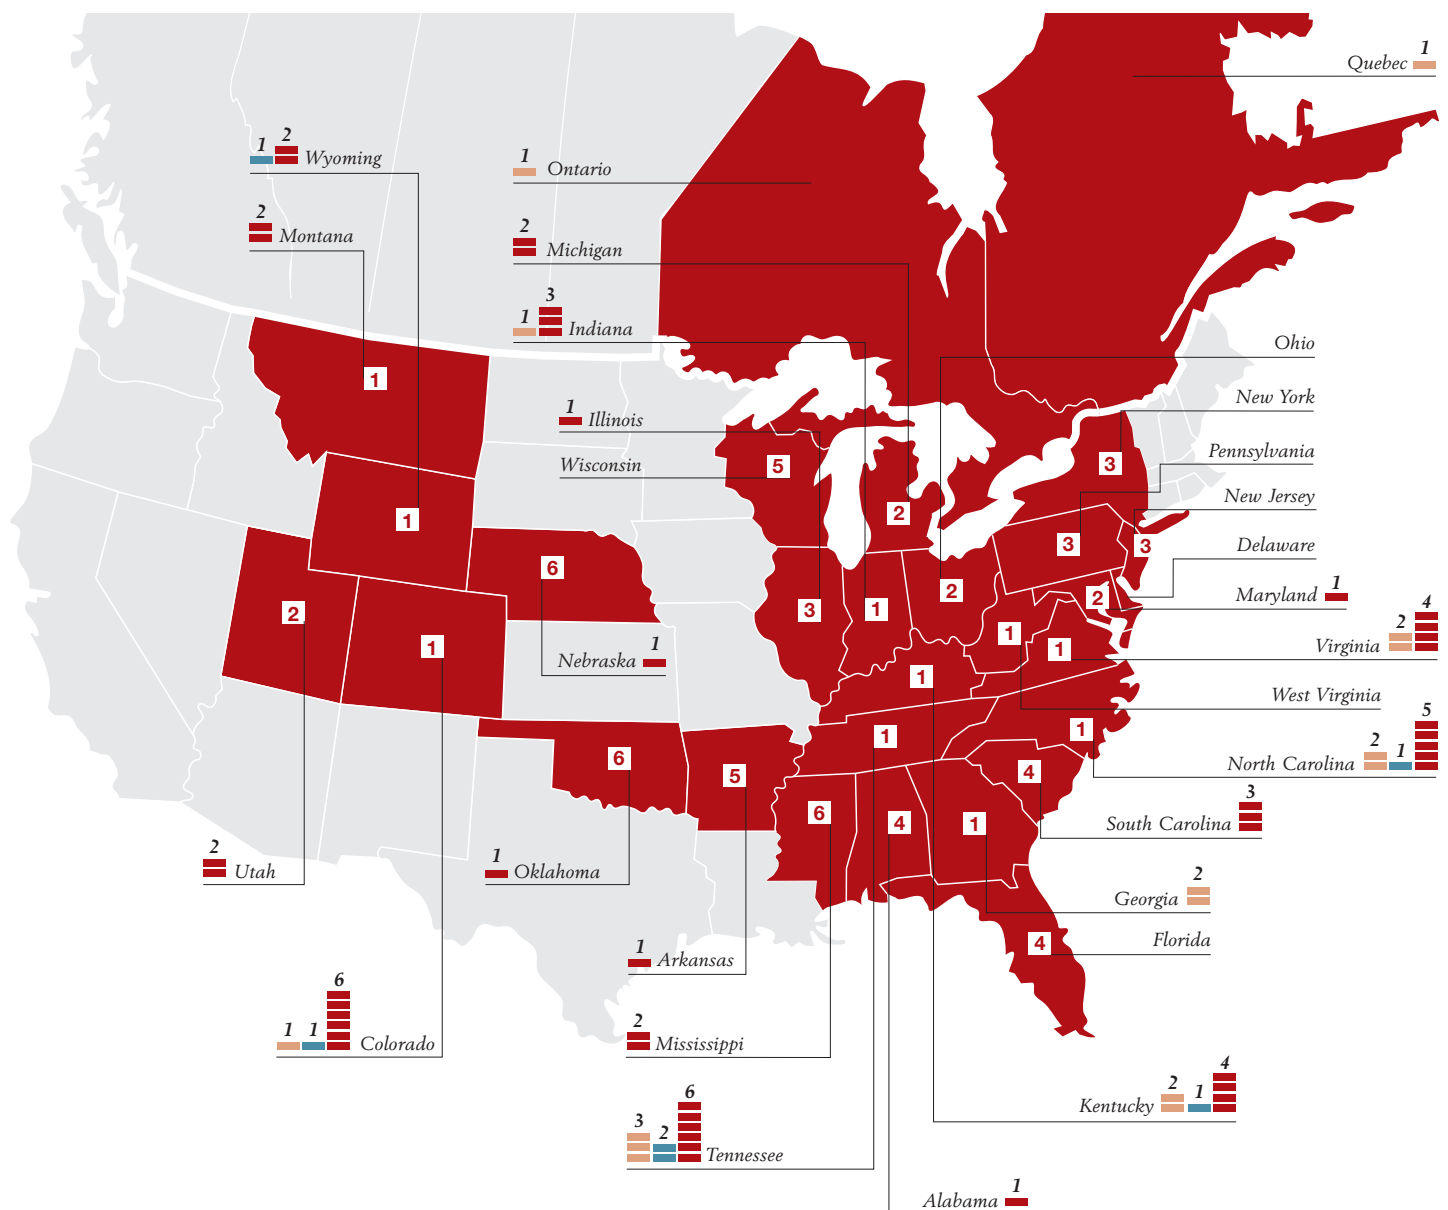 1
Quebec
1 2
Wyoming
1
Ontario
2
Montana
2
Michigan
1 3
Indiana
Ohio
1
New York
1
Illinois
Pennsylvania
Wisconsin
5
3
New Jersey
2
1
3
3
Delaware
6
2
2
1
Maryland
2
3
1
2 4
Virginia
1
1
1
1
Nebraska
1
West Virginia
2 1 5
North Carolina
1
1
6
5
4
3
South Carolina
6
4
1
2
Utah
1
Oklahoma
2
Georgia
4
Florida
1
Arkansas
1 1 6
Colorado
2
Mississippi
2 1 4
Kentucky
3 2 6
Tennessee
1
Alabama